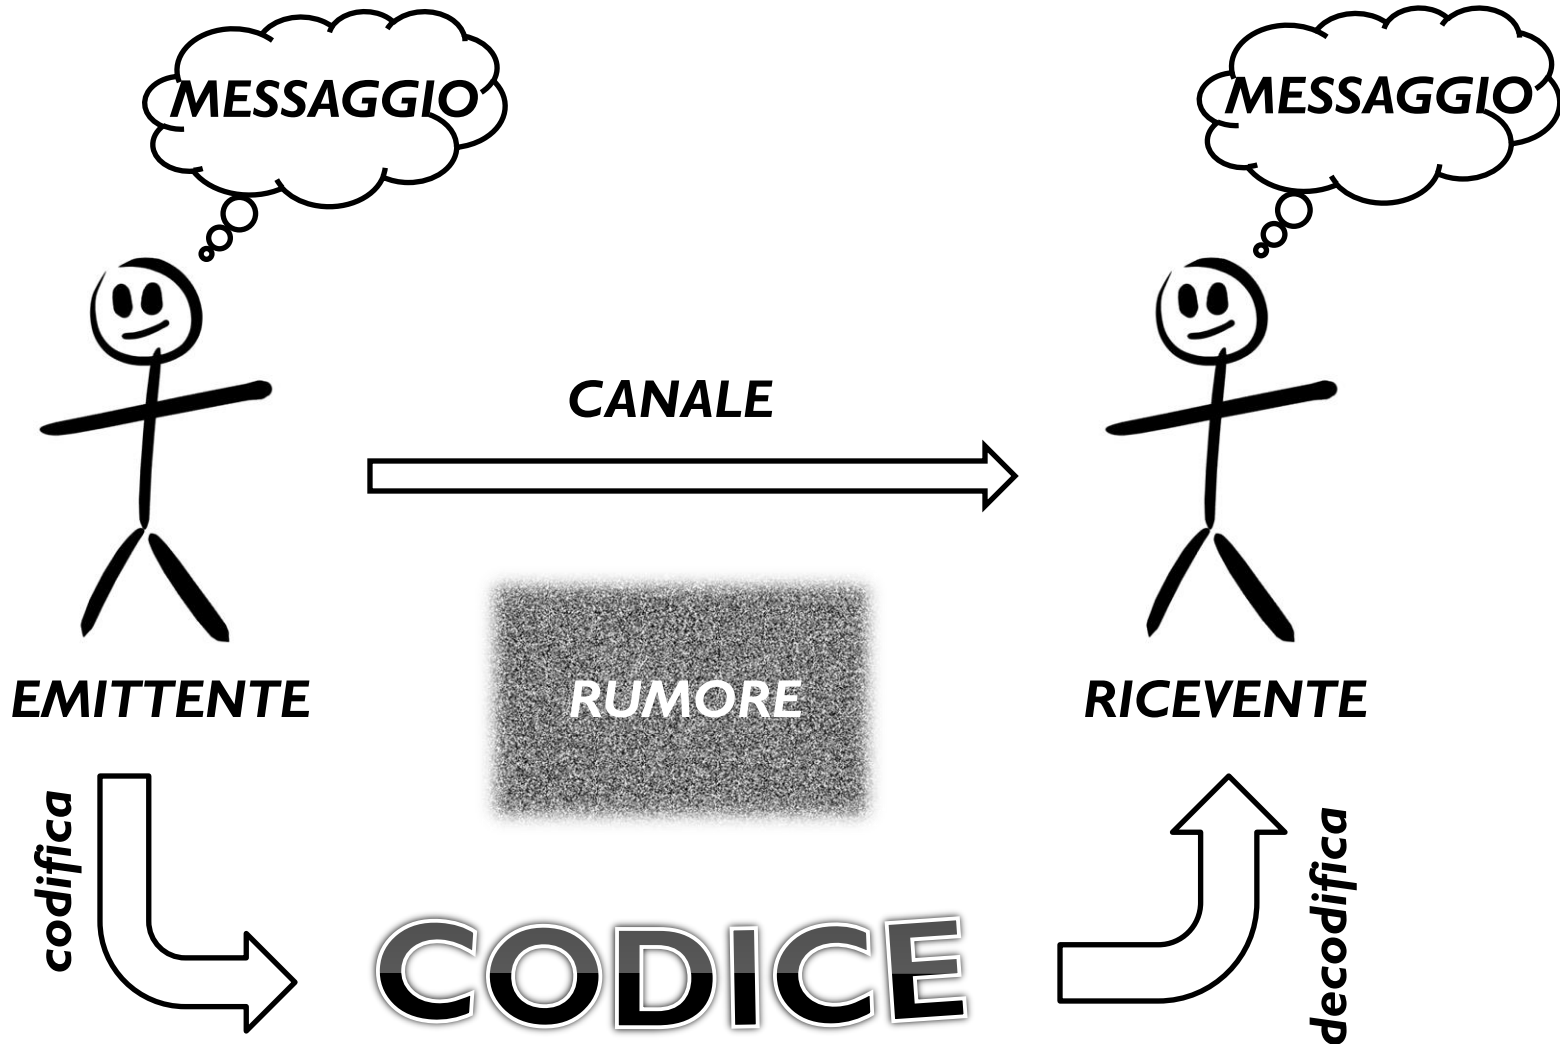 MESSAGGIO
MESSAGGIO
CANALE
RUMORE
EMITTENTE
RICEVENTE
codifica
decodifica
CODICE